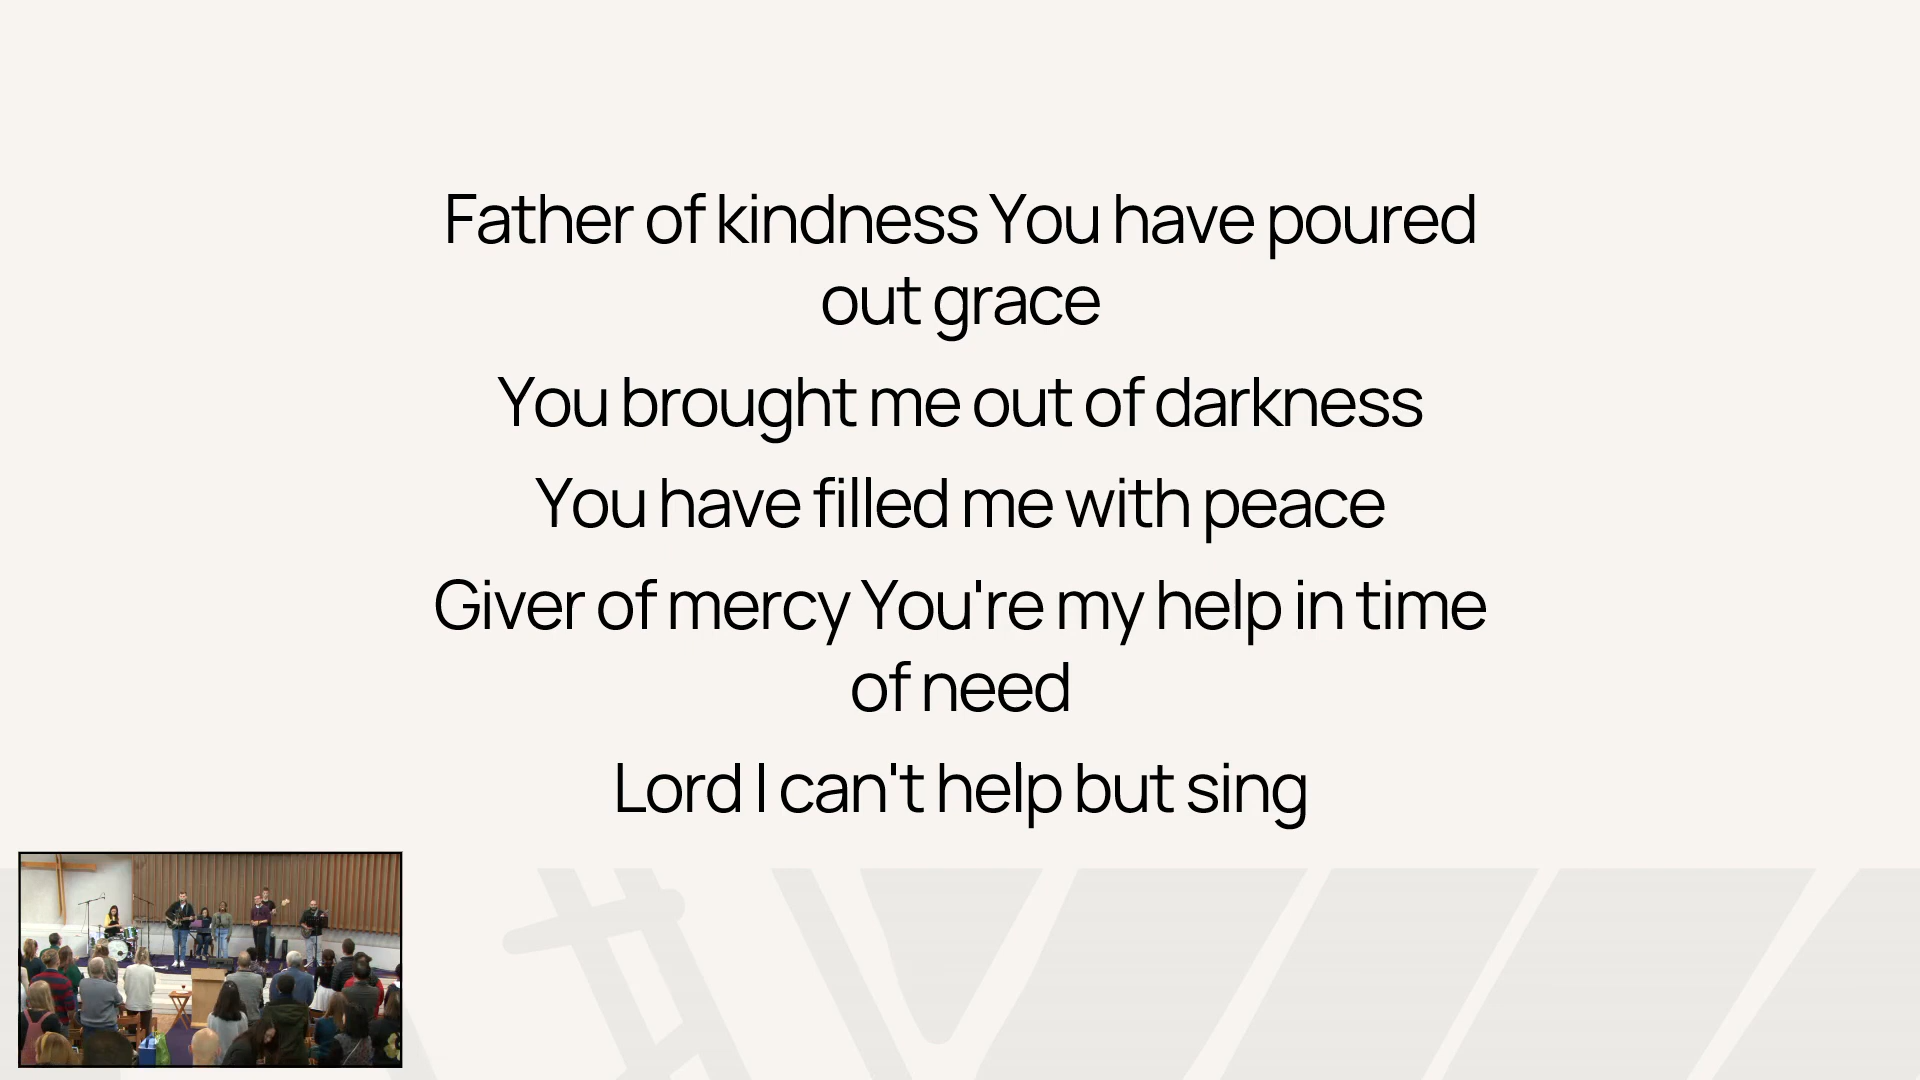 Father of kindness You have poured
out grace
You brought me out of darkness
You have filled me with peace
Giver of mercy You're my help in time
of need
Lord I can't help but sing